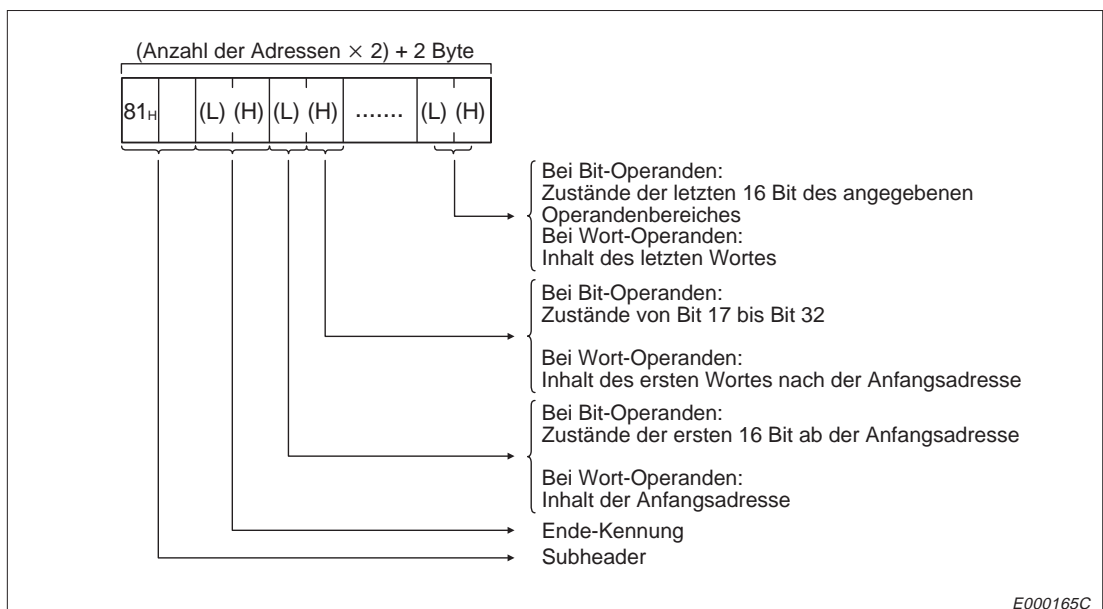 (Anzahl der Adressen × 2) + 2 Byte
81H (L) (H) (L) (H) ....... (L) (H)
Bei Bit-Operanden:
Zustände der letzten 16 Bit des angegebenen
Operandenbereiches
Bei Wort-Operanden:
Inhalt des letzten Wortes
Bei Bit-Operanden:
Zustände von Bit 17 bis Bit 32
Bei Wort-Operanden:
Inhalt des ersten Wortes nach der Anfangsadresse
Bei Bit-Operanden:
Zustände der ersten 16 Bit ab der Anfangsadresse
Bei Wort-Operanden:
Inhalt der Anfangsadresse
Ende-Kennung
Subheader
E000165C